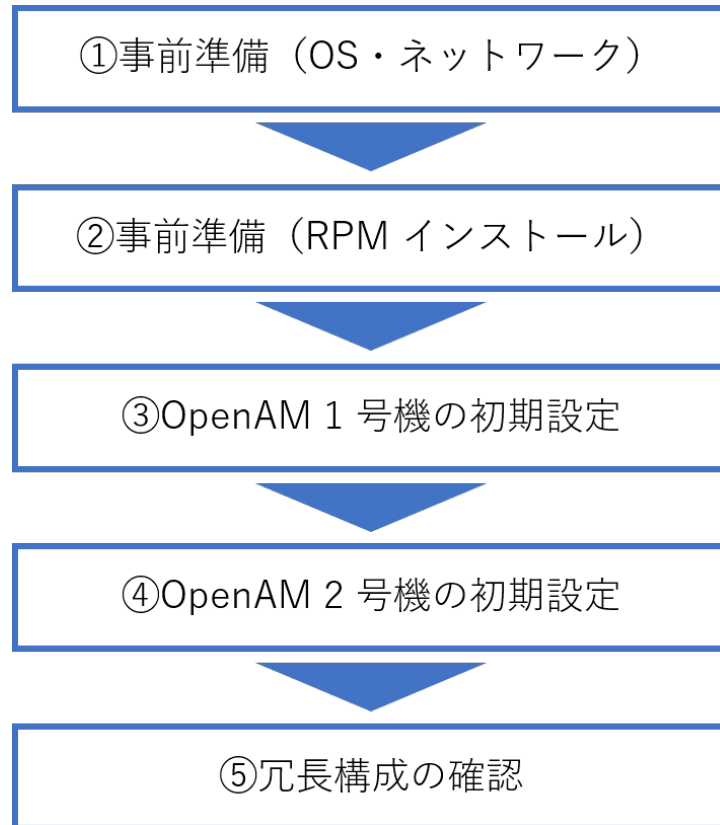 ①事前準備（OS・ネットワーク）
②事前準備（RPM インストール）
③OpenAM 1 号機の初期設定
④OpenAM 2 号機の初期設定
⑤冗長構成の確認